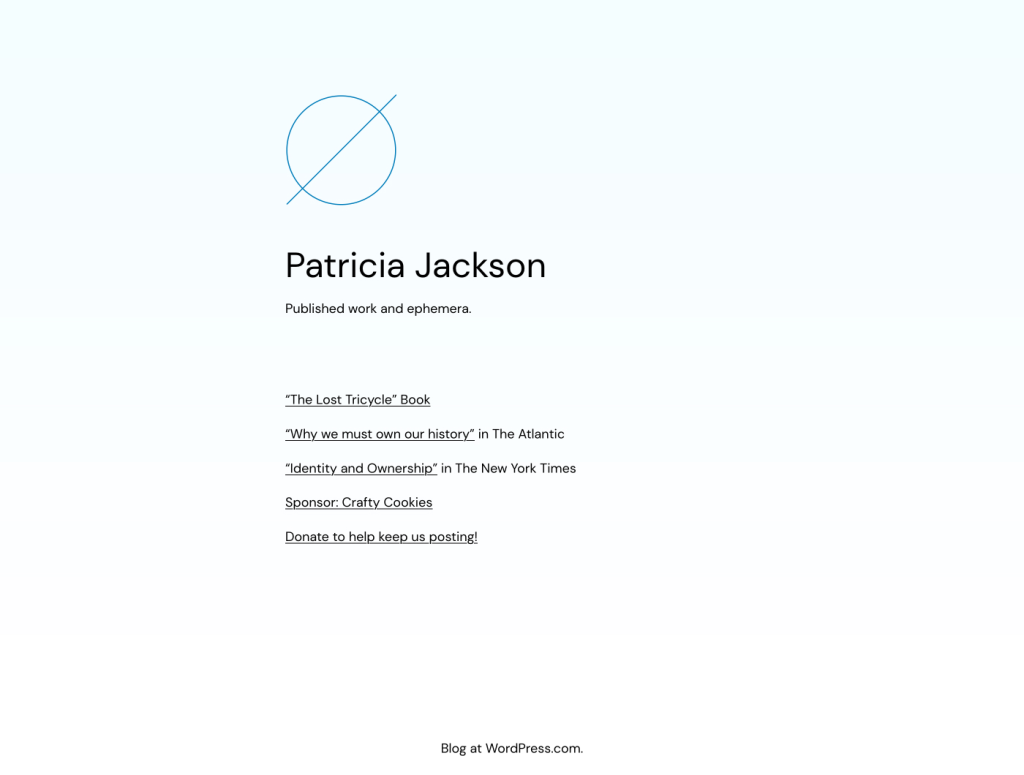 Patricia Jackson
Published work and ephemera.
“The Lost Tricycle” Book
“Why we must own our history” in The Atlantic
“Identity and Ownership” in The New York Times
Sponsor: Crafty Cookies
Donate to help keep us posting!
Blog at WordPress.com.